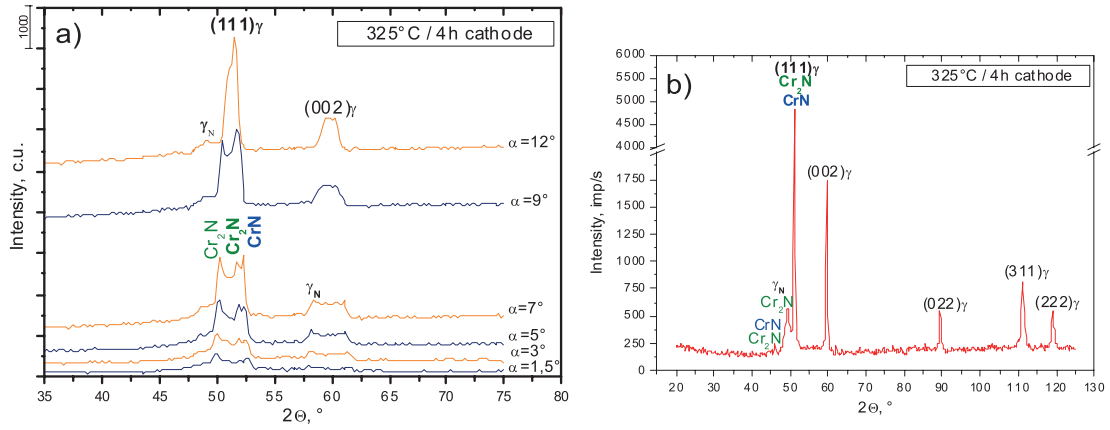 1000
a)
(111)γ
325°C / 4h cathode
γN
(002)γ
α=12°
α=9°
Cr2N
Cr2N
CrN
γN
α=7°
α=5°
α=3°
α=1,5°
Intensity, c.u.
35 40 45 50 55 60 65 70 75 80
2Θ, °
b)
325°C / 4h cathode
(111)γ
Cr2N
CrN
(002)γ
γN
Cr2N
CrN
Cr2N
(022)γ
(311)γ
(222)γ
Intensity, imp/s
6000
5500
5000
4500
4000
1750
1500
1250
1000
750
500
250
0
20 30 40 50 60 70 80 90 100 110 120 130
2Θ, °